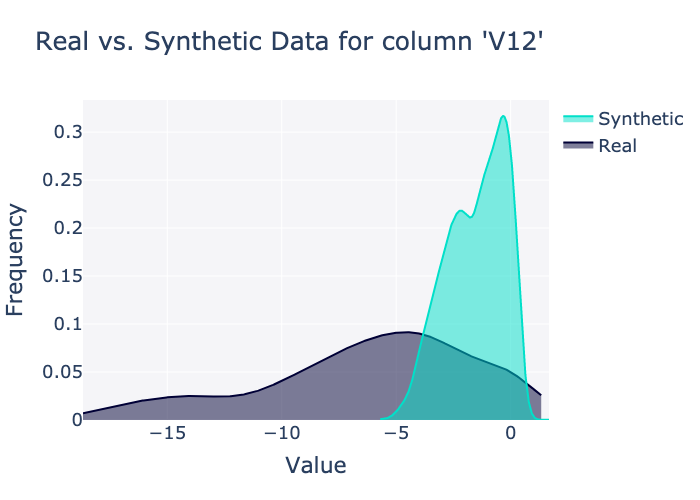 Real vs. Synthetic Data for column 'V12'
Synthetic
Real
0.3
0.25
0.2
0.15
0.1
0.05
0
Frequency
−15
−10
−5
0
Value